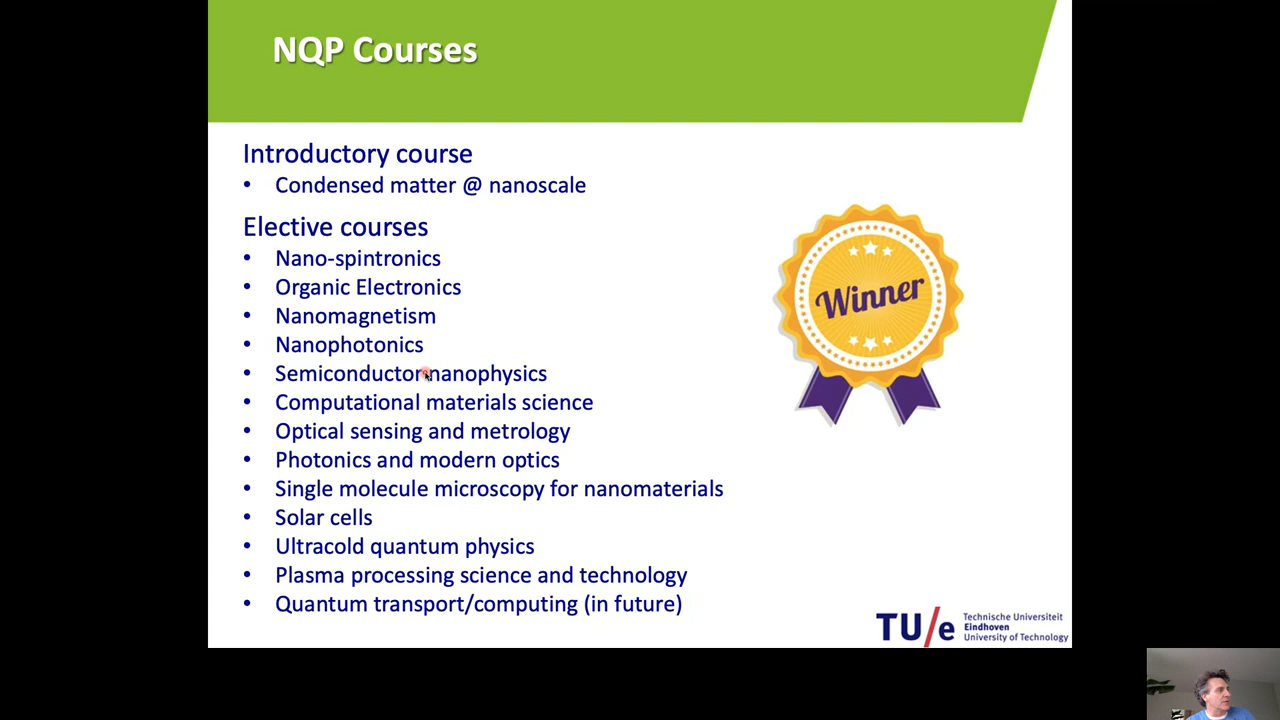 NQP Courses
Introductory course
• Condensed matter @ nanoscale
Elective courses
• Nano-spintronics
• Organic Electronics
• Nanomagnetism
• Nanophotonics
• Semiconductor nanophysics
• Computational materials science
• Optical sensing and metrology
• Photonics and modern optics
• Single molecule microscopy for nanomaterials
• Solar cells
• Ultracold quantum physics
• Plasma processing science and technology
• Quantum transport/computing (in future)
Winner
TU/e
Technische Universiteit
Eindhoven
University of Technology